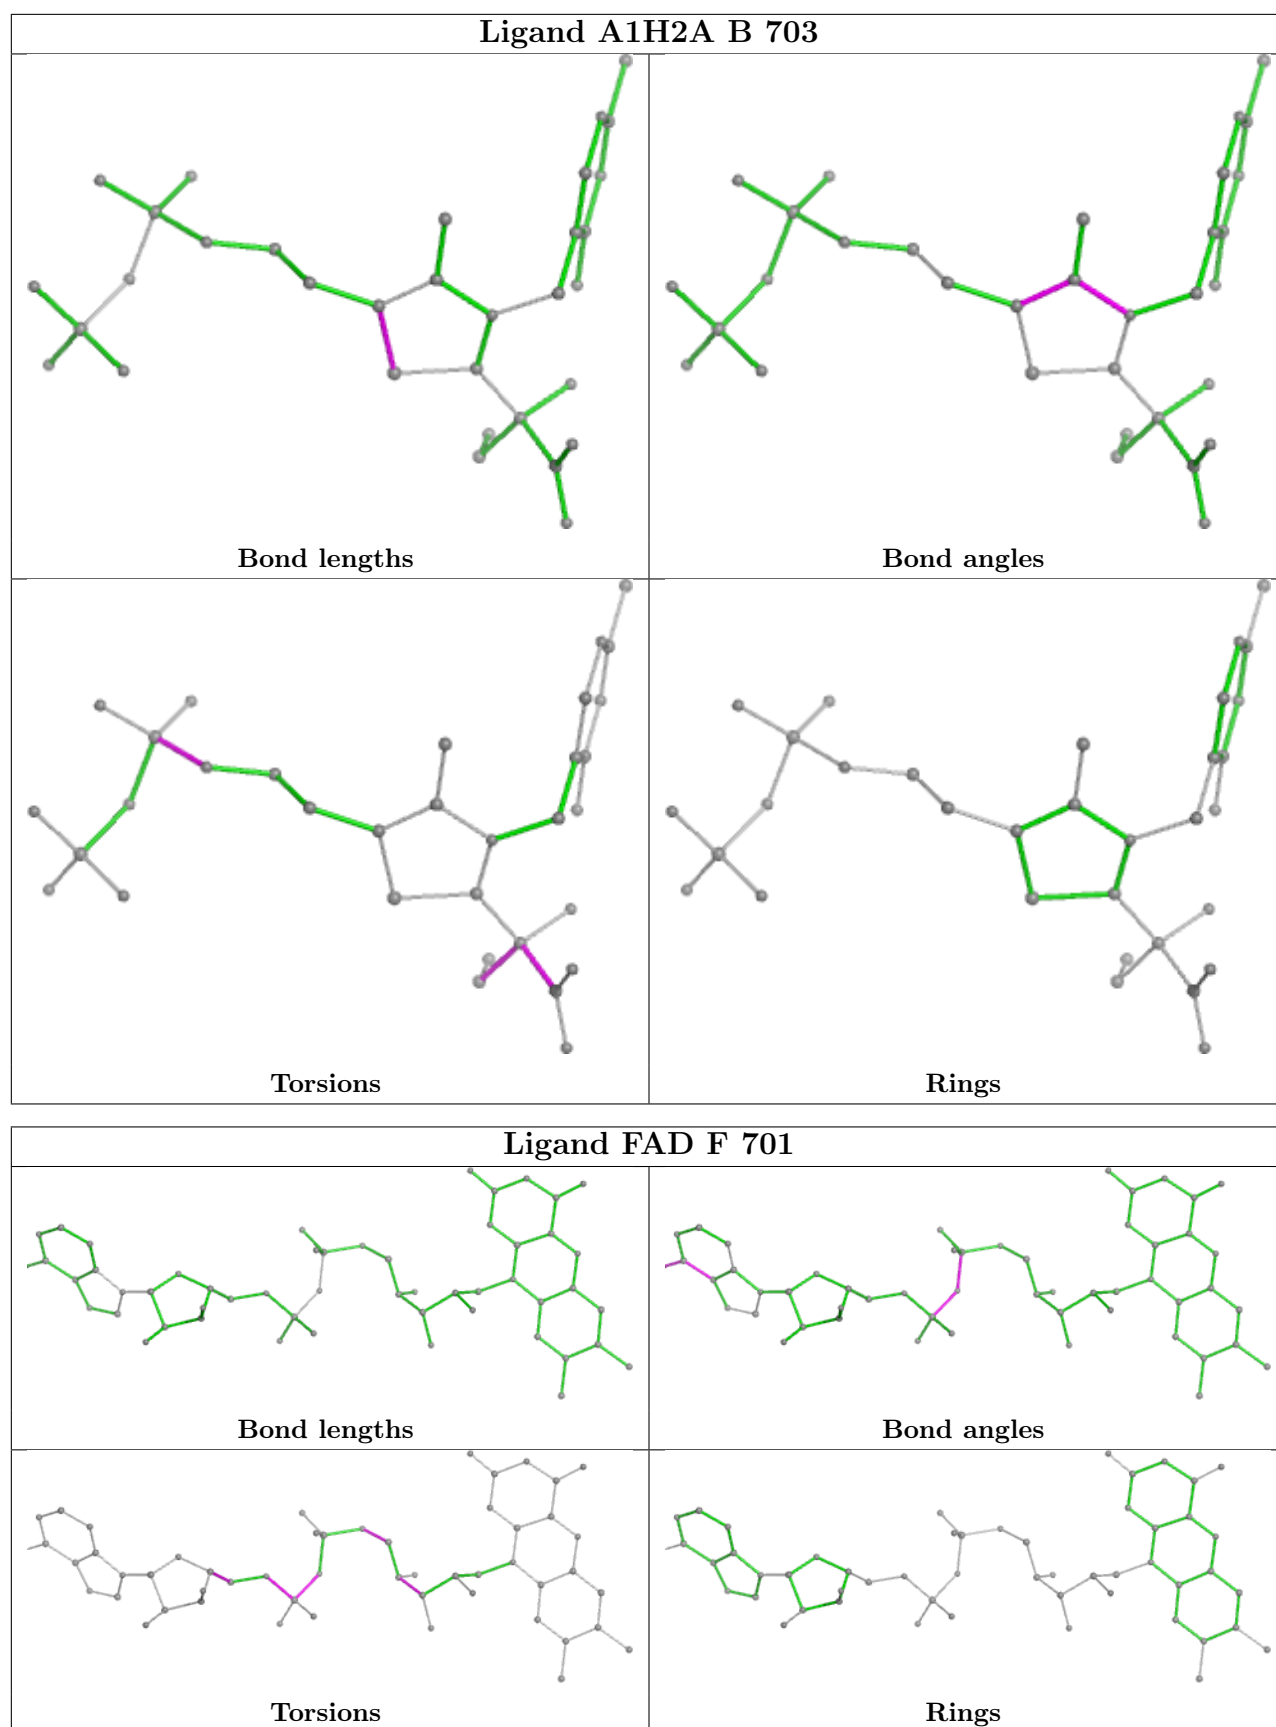 Ligand A1H2A B 703
Bond lengths
Bond angles
Torsions
Rings
Ligand FAD F 701
Bond lengths
Bond angles
Torsions
Rings